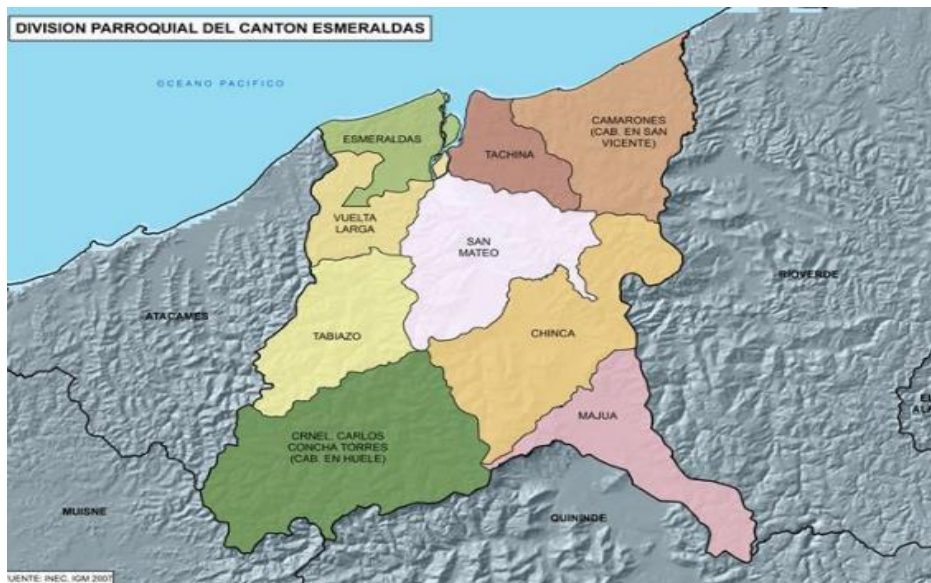 DIVISION PARROQUIAL DEL CANTON ESMERALDAS
OCEANO PACIFICO
CAMARONES
(CAB. EN SAN
VICENTE)
ESMERALDAS
TACHINA
VUELTA
LARGA
SAN
MATEO
RIOVERDE
ATACAMES
TABIAZO
CHINCA
EL
MAJUA
CRNEL. CARLOS
CONCHA TORRES
(CAB. EN HUELE)
MUISNE
QUININDE
UENTE: INEC, IGM 2007